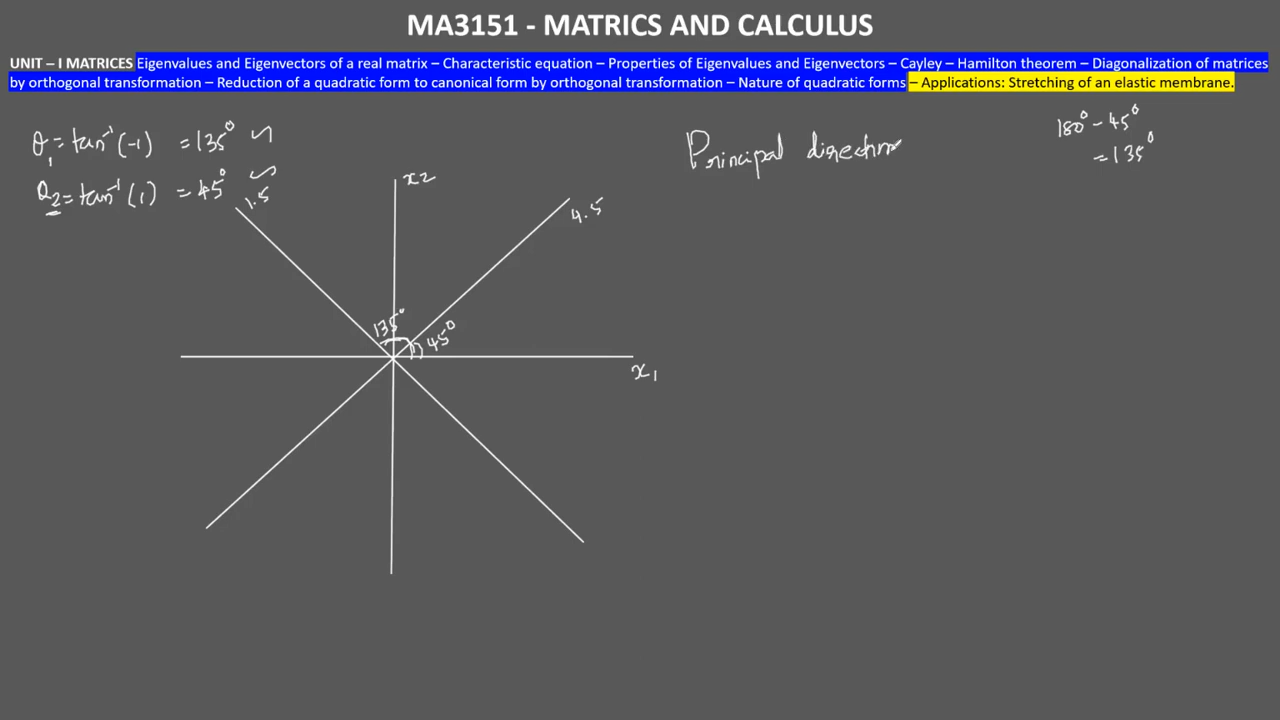 MA3151 - MATRICS AND CALCULUS
UNIT – I MATRICES Eigenvalues and Eigenvectors of a real matrix – Characteristic equation – Properties of Eigenvalues and Eigenvectors – Cayley – Hamilton theorem – Diagonalization of matrices
by orthogonal transformation – Reduction of a quadratic form to canonical form by orthogonal transformation – Nature of quadratic forms – Applications: Stretching of an elastic membrane.
θ₁ = tan⁻¹(-1) = 135°
θ₂ = tan⁻¹(1) = 45°
Principal direction
180° - 45°
= 135°
x2
1.5
4.5
135°
45°
x₁